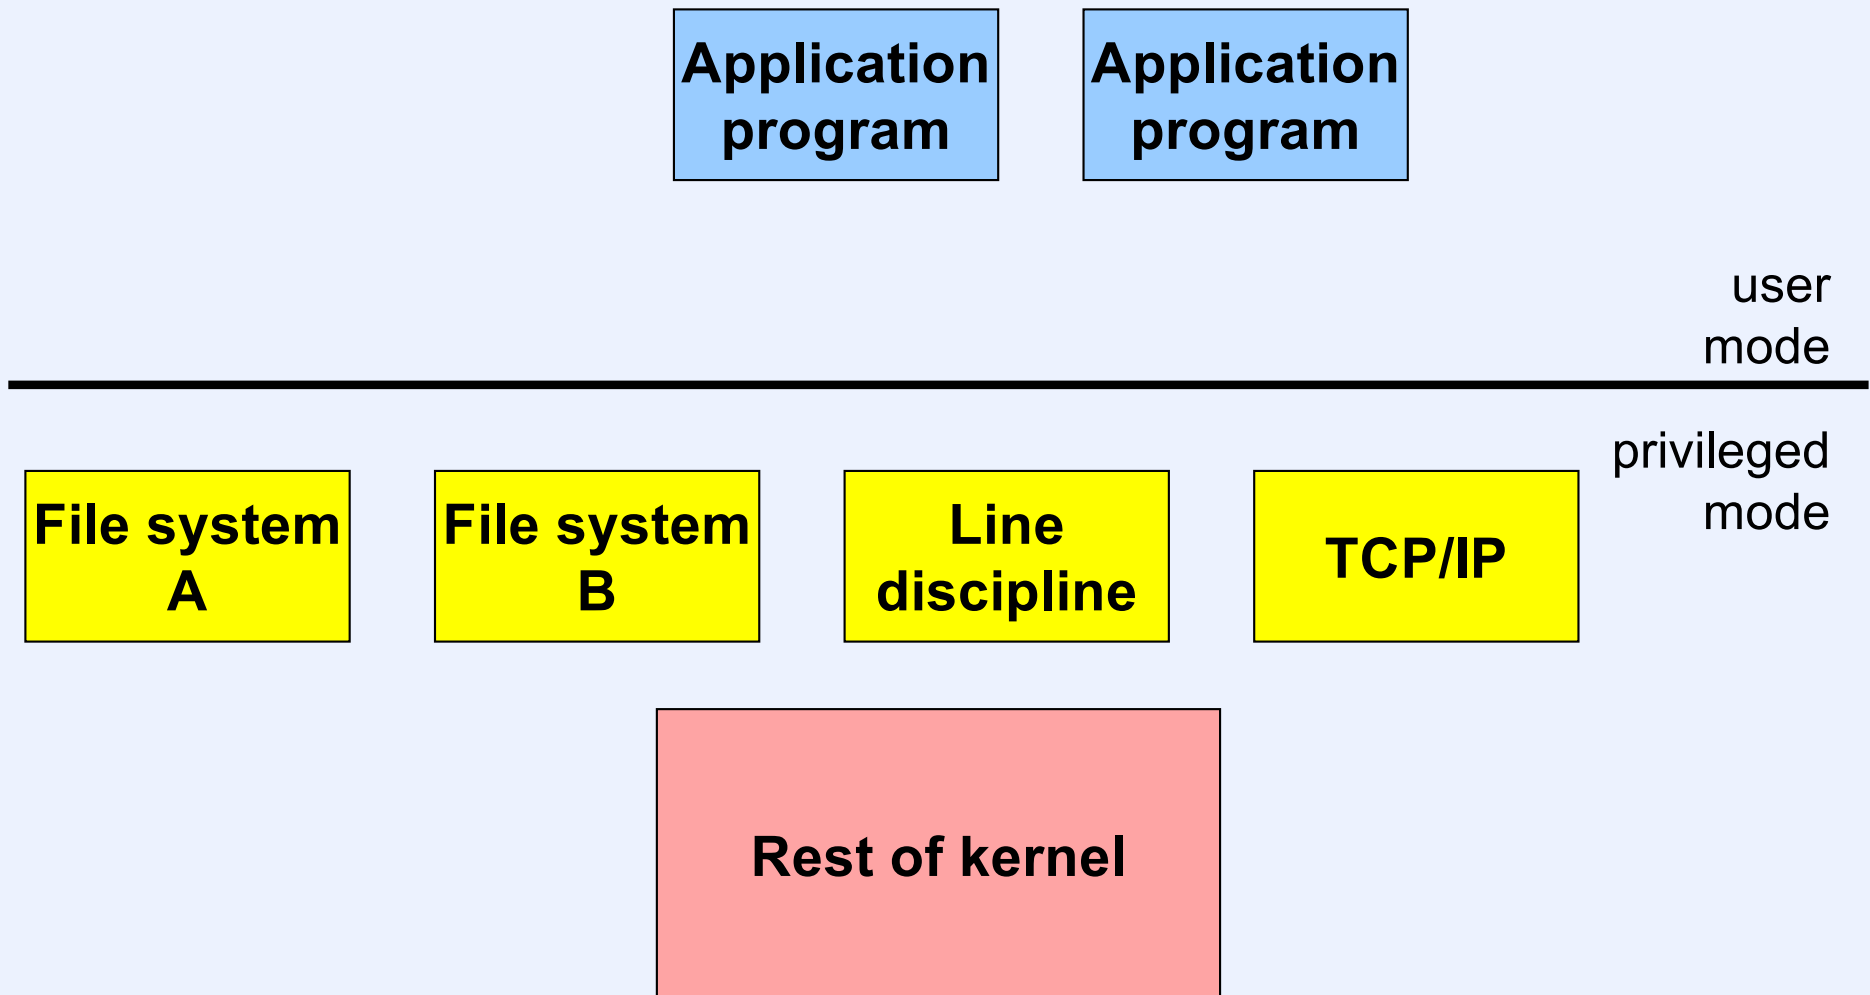 Application
program
Application
program
user
mode
privileged
mode
File system
A
File system
B
Line
discipline
TCP/IP
Rest of kernel